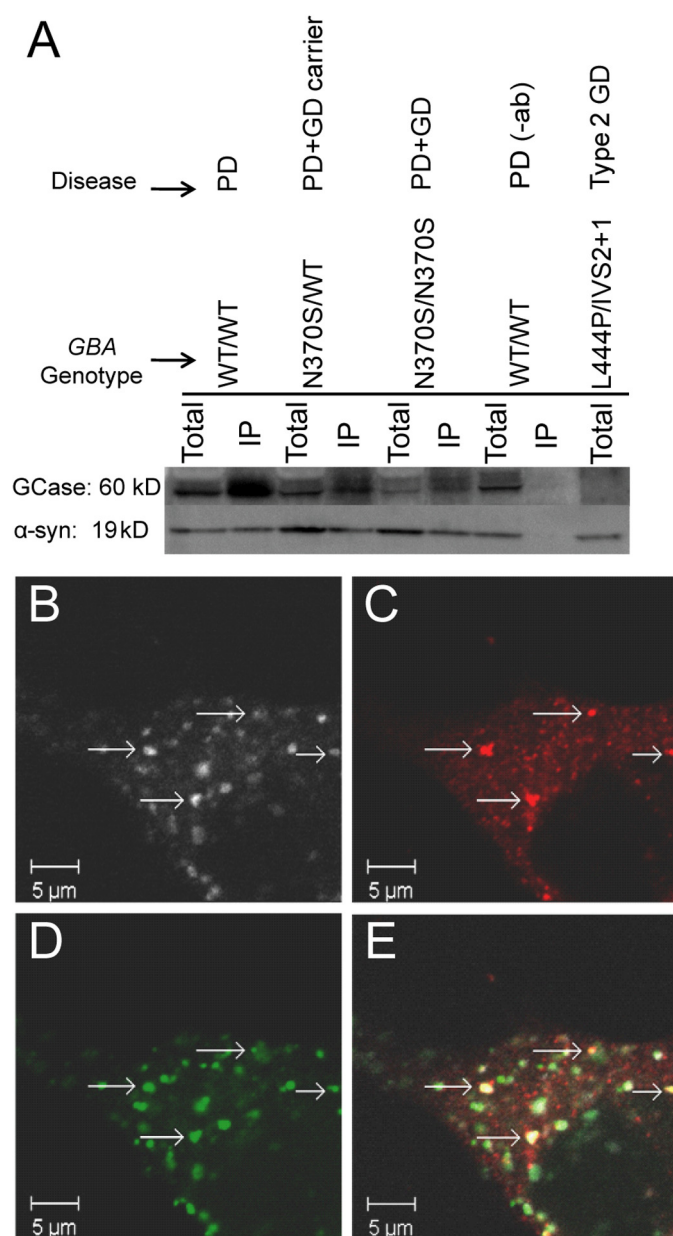 A
Disease
PD
PD+GD carrier
PD+GD
PD (-ab)
Type 2 GD
GBA
Genotype
WT/WT
N370S/WT
N370S/N370S
WT/WT
L444P/IVS2+1
Total
IP
Total
IP
Total
IP
Total
IP
Total
GCase: 60 kD
α-syn: 19kD
B
5 µm
C
5 µm
D
5 µm
E
5 µm